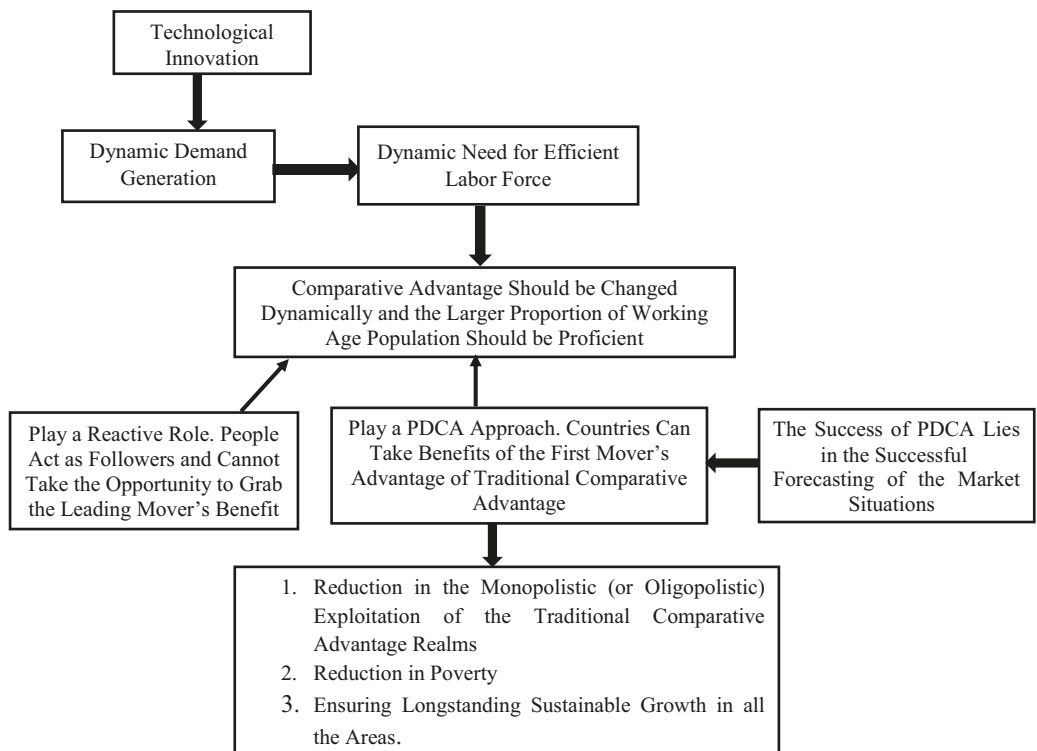 Technological
Innovation
Dynamic Demand
Generation
Dynamic Need for Efficient
Labor Force
Comparative Advantage Should be Changed
Dynamically and the Larger Proportion of Working
Age Population Should be Proficient
Play a Reactive Role. People
Act as Followers and Cannot
Take the Opportunity to Grab
the Leading Mover’s Benefit
Play a PDCA Approach. Countries Can
Take Benefits of the First Mover’s
Advantage of Traditional Comparative
Advantage
The Success of PDCA Lies
in the Successful
Forecasting of the Market
Situations
1. Reduction in the Monopolistic (or Oligopolistic)
Exploitation of the Traditional Comparative
Advantage Realms
2. Reduction in Poverty
3. Ensuring Longstanding Sustainable Growth in all
the Areas.